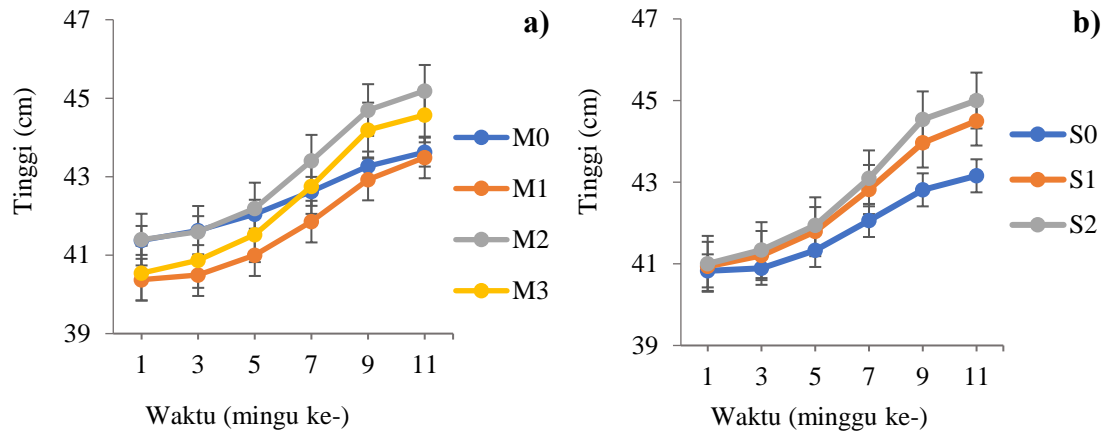 a)
47
45
43
41
39
Tinggi (cm)
1 3 5 7 9 11
Waktu (mingu ke-)
M0
M1
M2
M3
b)
47
45
43
41
39
Tinggi (cm)
1 3 5 7 9 11
Waktu (minggu ke-)
S0
S1
S2